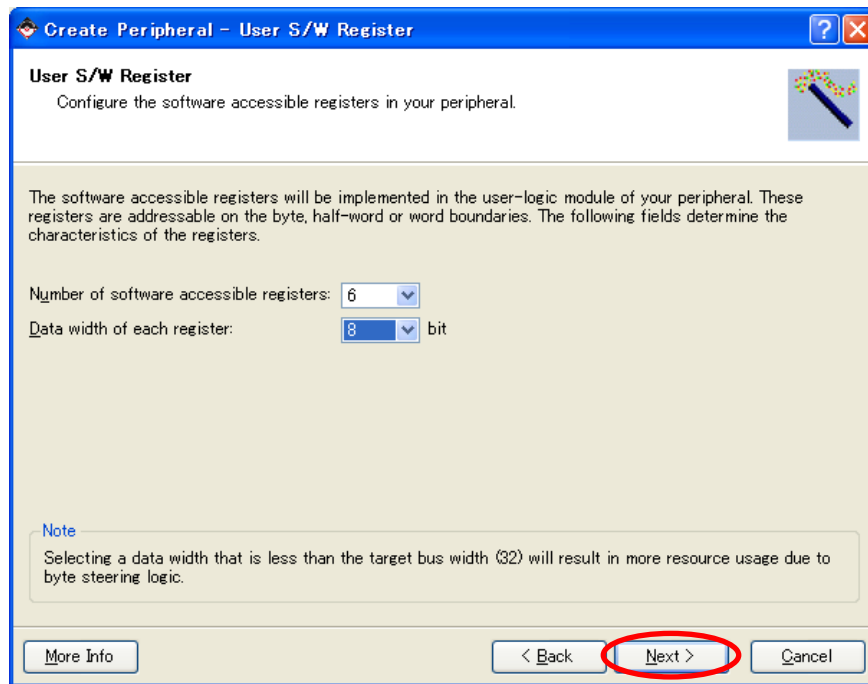 Create Peripheral - User S/W Register
User S/W Register
Configure the software accessible registers in your peripheral.
The software accessible registers will be implemented in the user-logic module of your peripheral. These
registers are addressable on the byte, half-word or word boundaries. The following fields determine the
characteristics of the registers.
Number of software accessible registers: 6
Data width of each register: 8 bit
Note
Selecting a data width that is less than the target bus width (32) will result in more resource usage due to
byte steering logic.
More Info < Back Next > Cancel